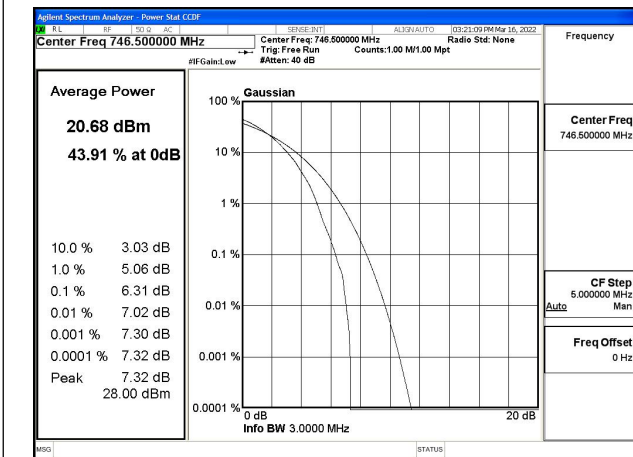 Agilent Spectrum Analyzer - Power Stat CCDF
RL RF 50 Ω AC SENSE:INT ALIGN AUTO 03:21:09 PM Mar 16, 2022
Center Freq 746.500000 MHz
Center Freq: 746.500000 MHz Radio Std: None
Trig: Free Run Counts:1.00 M/1.00 Mpt
#IFGain:Low #Atten: 40 dB
Frequency
Average Power
20.68 dBm
43.91 % at 0dB
10.0 % 3.03 dB
1.0 % 5.06 dB
0.1 % 6.31 dB
0.01 % 7.02 dB
0.001 % 7.30 dB
0.0001 % 7.32 dB
Peak 7.32 dB
28.00 dBm
Gaussian
100 %
10 %
1 %
0.1 %
0.01 %
0.001 %
0.0001 %
0 dB 20 dB
Info BW 3.0000 MHz
Center Freq
746.500000 MHz
CF Step
5.000000 MHz
Auto Man
Freq Offset
0 Hz
MSG STATUS